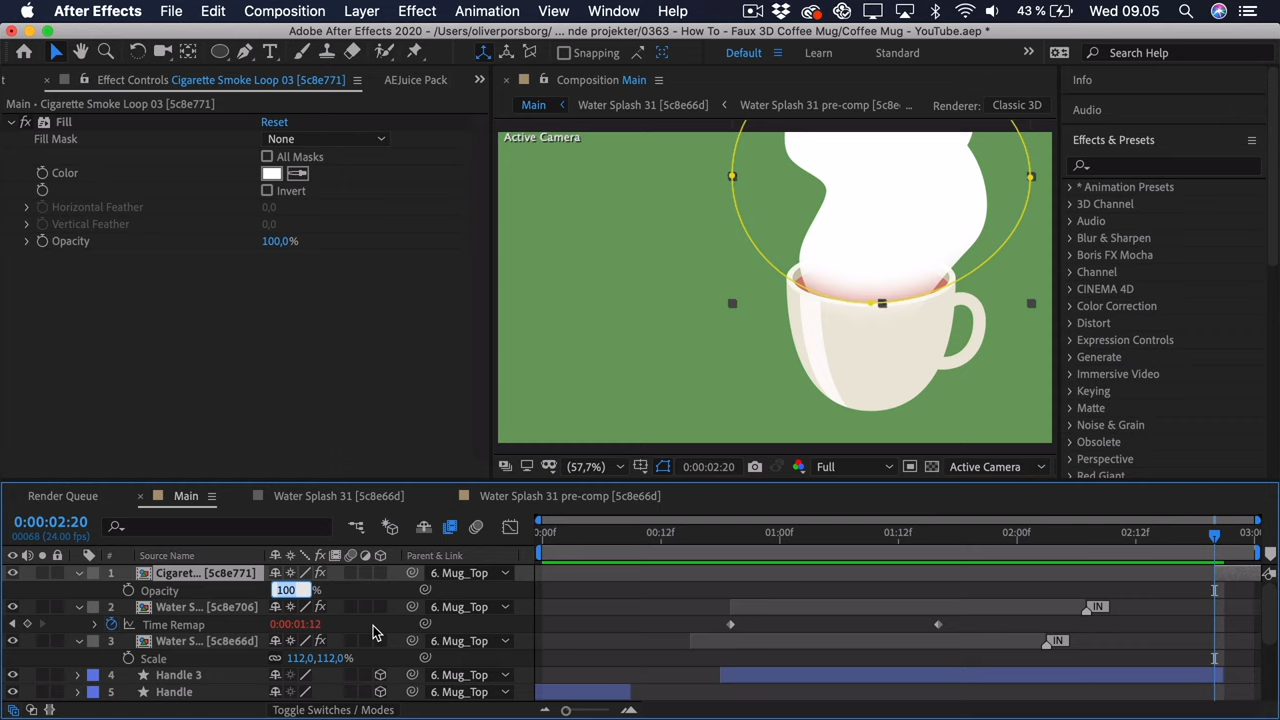 After Effects File Edit Composition Layer Effect Animation View Window Help 43 % Wed 09.05
Adobe After Effects 2020 - /Users/oliverporsborg/ nde projekter/0363 - How To - Faux 3D Coffee Mug/Coffee Mug - YouTube.aep *
Snapping Default Learn Standard Search Help
t Effect Controls Cigarette Smoke Loop 03 [5c8e771] AEJuice Pack
Main • Cigarette Smoke Loop 03 [5c8e771]
fx Fill Reset
Fill Mask None
All Masks
Color
Invert
Horizontal Feather 0,0
Vertical Feather 0,0
Opacity 100,0%
Composition Main
Main Water Splash 31 [5c8e66d] Water Splash 31 pre-comp [5c8e... Renderer: Classic 3D
Active Camera
(57,7%) 0:00:02:20 Full Active Camera
Info
Audio
Effects & Presets
* Animation Presets
3D Channel
Audio
Blur & Sharpen
Boris FX Mocha
Channel
CINEMA 4D
Color Correction
Distort
Expression Controls
Generate
Immersive Video
Keying
Matte
Noise & Grain
Obsolete
Perspective
Red Giant
Render Queue Main Water Splash 31 [5c8e66d] Water Splash 31 pre-comp [5c8e66d]
0:00:02:20
00068 (24.00 fps)
:00f 00:12f 01:00f 01:12f 02:00f 02:12f 03:0
# Source Name fx Parent & Link
1 Cigaret... [5c8e771] fx 6. Mug_Top
Opacity 100 %
2 Water S... [5c8e706] fx 6. Mug_Top IN
Time Remap 0:00:01:12
3 Water S... [5c8e66d] fx 6. Mug_Top IN
Scale 112,0,112,0%
4 Handle 3 6. Mug_Top
5 Handle 6. Mug_Top
Toggle Switches / Modes